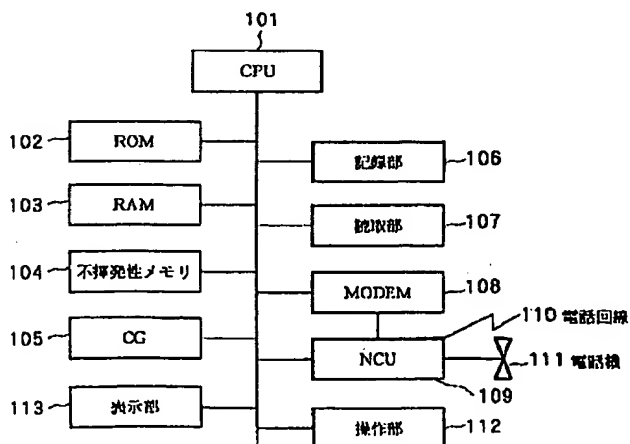 101
CPU
102
ROM
記録部
106
103
RAM
読取部
107
104
不揮発性メモリ
MODEM
108
110 電話回線
105
CG
NCU
111 電話機
109
113
表示部
操作部
112